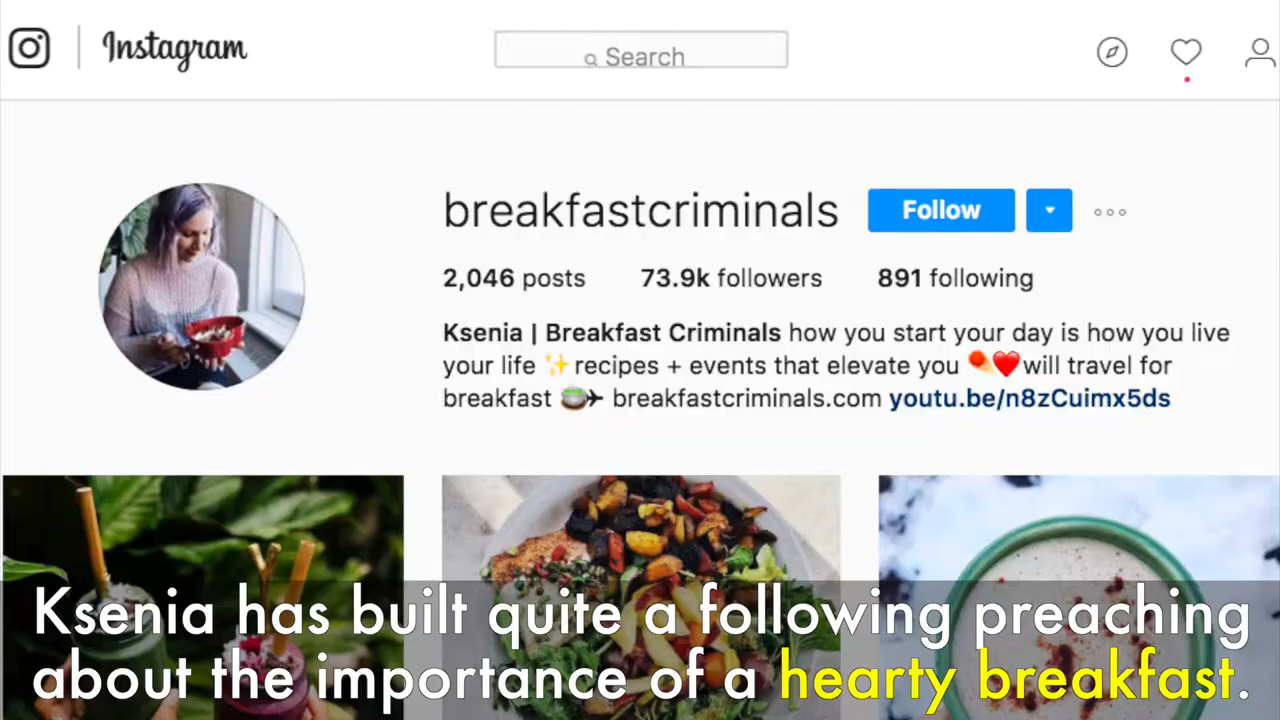 Instagram
Search
breakfastcriminals
Follow
2,046 posts 73.9k followers 891 following
Ksenia | Breakfast Criminals how you start your day is how you live
your life ✨recipes + events that elevate you 🍠❤️will travel for
breakfast 🍵✈ breakfastcriminals.com youtu.be/n8zCuimx5ds
Ksenia has built quite a following preaching
about the importance of a hearty breakfast.